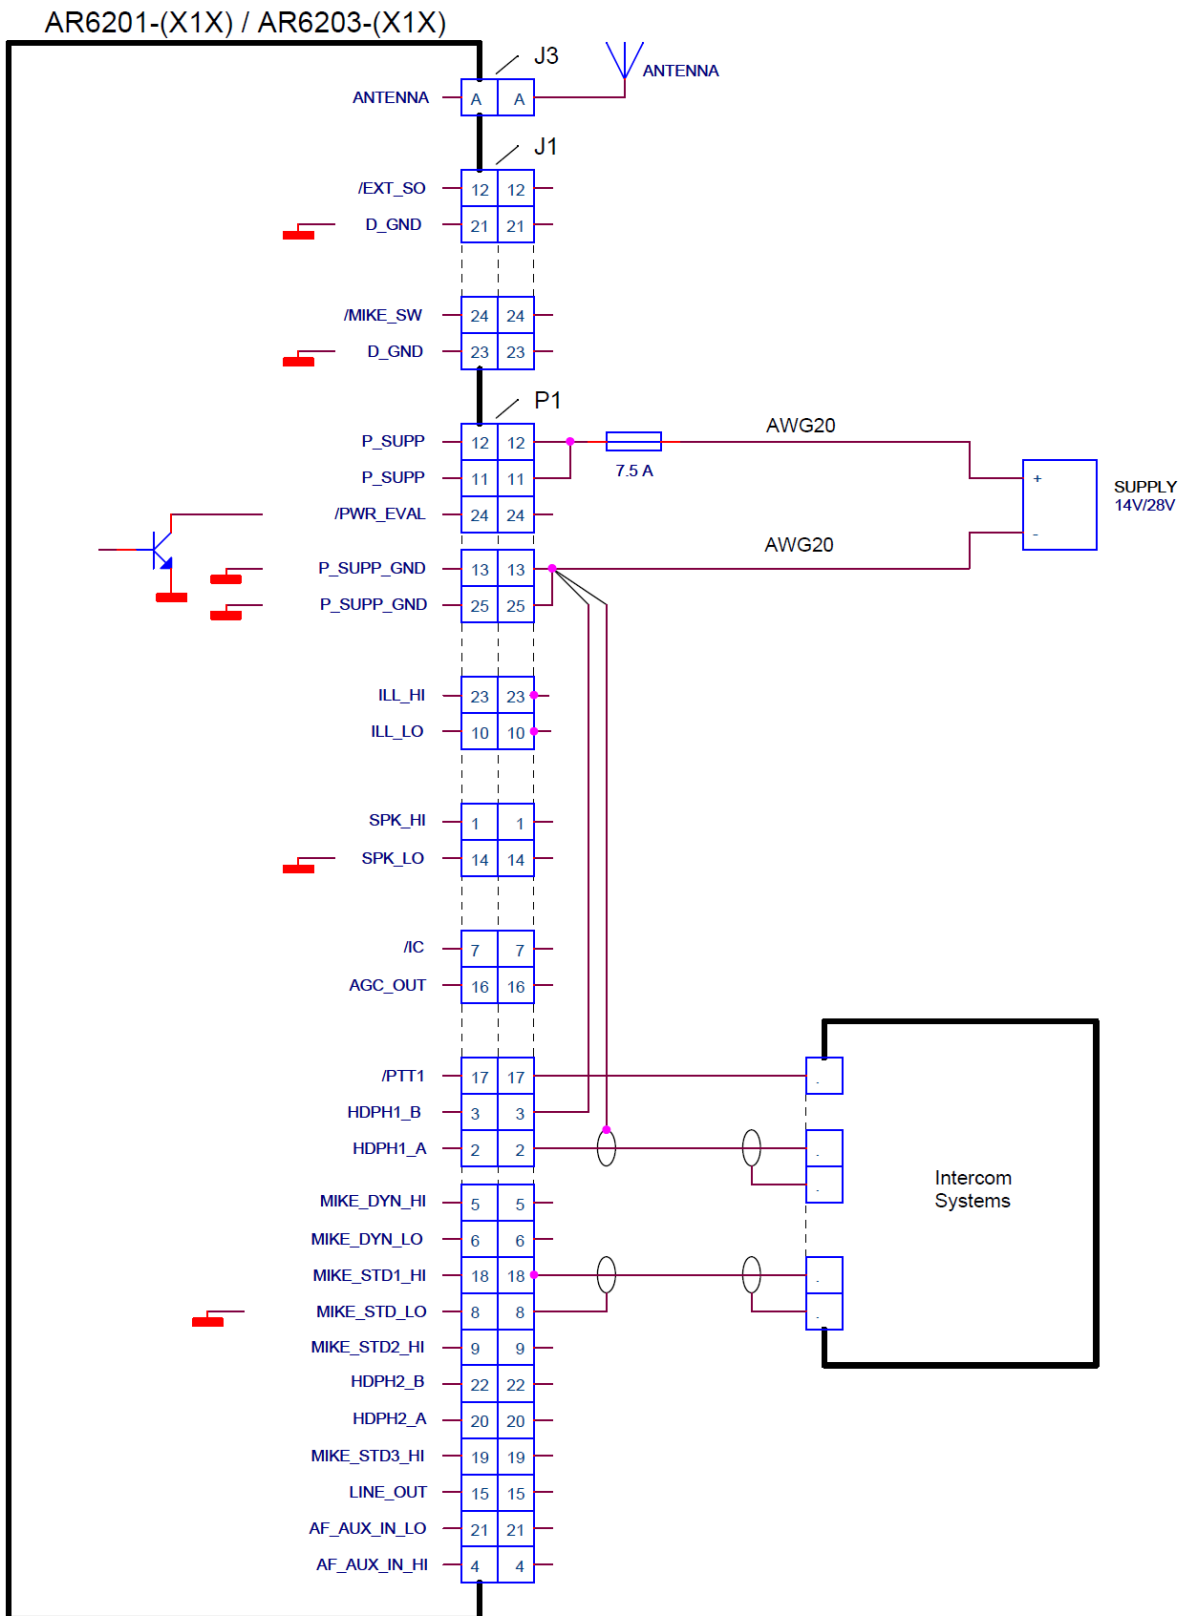 AR6201-(X1X) / AR6203-(X1X)
J3
ANTENNA
ANTENNA A A
J1
/EXT_SO 12 12
D_GND 21 21
/MIKE_SW 24 24
D_GND 23 23
P1
P_SUPP 12 12
AWG20
P_SUPP 11 11
7.5 A
+
SUPPLY
14V/28V
/PWR_EVAL 24 24
-
AWG20
P_SUPP_GND 13 13
P_SUPP_GND 25 25
ILL_HI 23 23
ILL_LO 10 10
SPK_HI 1 1
SPK_LO 14 14
/IC 7 7
AGC_OUT 16 16
/PTT1 17 17 .
HDPH1_B 3 3
HDPH1_A 2 2 .
.
Intercom
Systems
MIKE_DYN_HI 5 5
MIKE_DYN_LO 6 6
MIKE_STD1_HI 18 18 .
MIKE_STD_LO 8 8 .
MIKE_STD2_HI 9 9
HDPH2_B 22 22
HDPH2_A 20 20
MIKE_STD3_HI 19 19
LINE_OUT 15 15
AF_AUX_IN_LO 21 21
AF_AUX_IN_HI 4 4